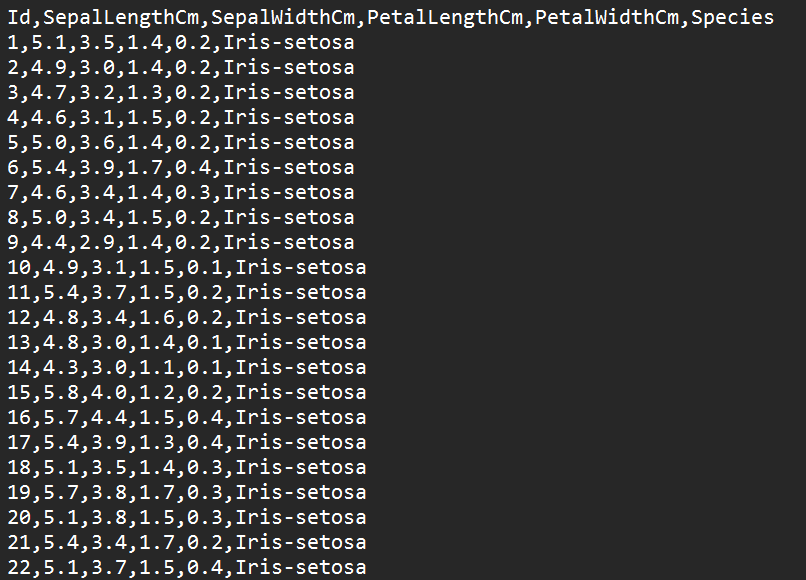 Id,SepalLengthCm,SepalWidthCm,PetalLengthCm,PetalWidthCm,Species
1,5.1,3.5,1.4,0.2,Iris-setosa
2,4.9,3.0,1.4,0.2,Iris-setosa
3,4.7,3.2,1.3,0.2,Iris-setosa
4,4.6,3.1,1.5,0.2,Iris-setosa
5,5.0,3.6,1.4,0.2,Iris-setosa
6,5.4,3.9,1.7,0.4,Iris-setosa
7,4.6,3.4,1.4,0.3,Iris-setosa
8,5.0,3.4,1.5,0.2,Iris-setosa
9,4.4,2.9,1.4,0.2,Iris-setosa
10,4.9,3.1,1.5,0.1,Iris-setosa
11,5.4,3.7,1.5,0.2,Iris-setosa
12,4.8,3.4,1.6,0.2,Iris-setosa
13,4.8,3.0,1.4,0.1,Iris-setosa
14,4.3,3.0,1.1,0.1,Iris-setosa
15,5.8,4.0,1.2,0.2,Iris-setosa
16,5.7,4.4,1.5,0.4,Iris-setosa
17,5.4,3.9,1.3,0.4,Iris-setosa
18,5.1,3.5,1.4,0.3,Iris-setosa
19,5.7,3.8,1.7,0.3,Iris-setosa
20,5.1,3.8,1.5,0.3,Iris-setosa
21,5.4,3.4,1.7,0.2,Iris-setosa
22,5.1,3.7,1.5,0.4,Iris-setosa